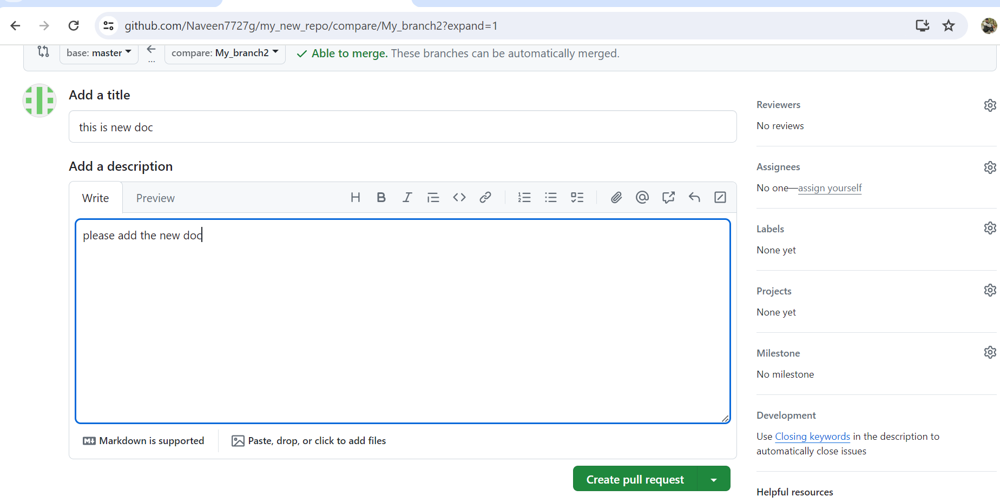 github.com/Naveen7727g/my_new_repo/compare/My_branch2?expand=1
base: master
...
compare: My_branch2
Able to merge. These branches can be automatically merged.
Add a title
this is new doc
Add a description
Write
Preview
H B I
please add the new doc
Markdown is supported
Paste, drop, or click to add files
Create pull request
Reviewers
No reviews
Assignees
No one—assign yourself
Labels
None yet
Projects
None yet
Milestone
No milestone
Development
Use Closing keywords in the description to
automatically close issues
Helpful resources